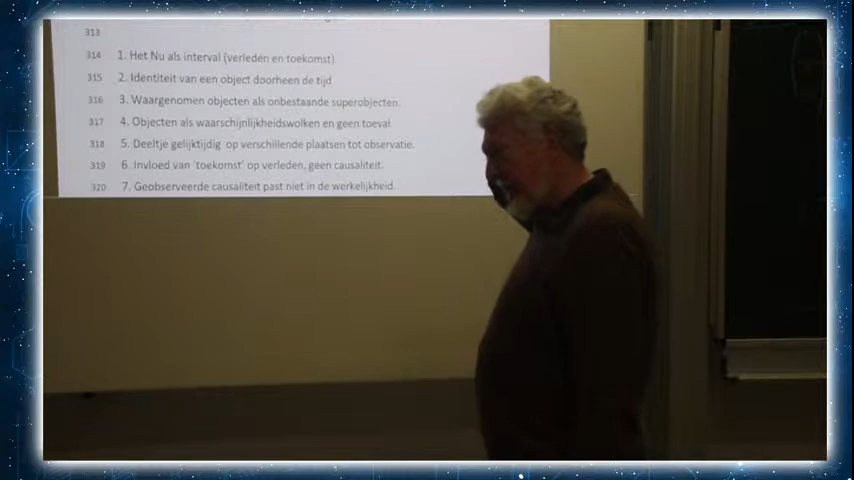 313
314 1. Het Nu als interval (verleden en toekomst)
315 2. Identiteit van een object doorheen de tijd
316 3. Waargenomen objecten als onbestaande superobjecten.
317 4. Objecten als waarschijnlijkheidswolken en geen toeval.
318 5. Deeltje gelijktijdig op verschillende plaatsen tot observatie.
319 6. Invloed van 'toekomst' op verleden, geen causaliteit.
320 7. Geobserveerde causaliteit past niet in de werkelijkheid.